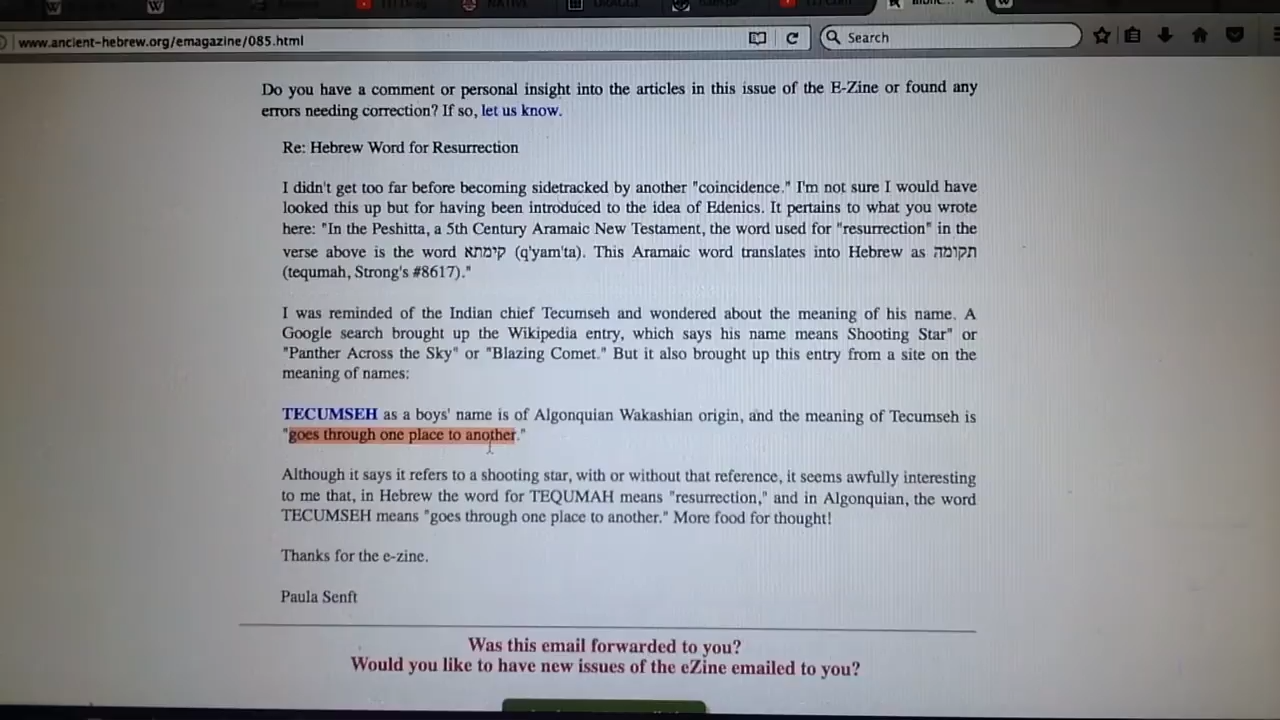 www.ancient-hebrew.org/emagazine/085.html
Search
Do you have a comment or personal insight into the articles in this issue of the E-Zine or found any
errors needing correction? If so, let us know.
Re: Hebrew Word for Resurrection
I didn't get too far before becoming sidetracked by another "coincidence." I'm not sure I would have
looked this up but for having been introduced to the idea of Edenics. It pertains to what you wrote
here: "In the Peshitta, a 5th Century Aramaic New Testament, the word used for "resurrection" in the
verse above is the word קימתא (q'yam'ta). This Aramaic word translates into Hebrew as תקומה
(tequmah, Strong's #8617)."
I was reminded of the Indian chief Tecumseh and wondered about the meaning of his name. A
Google search brought up the Wikipedia entry, which says his name means Shooting Star" or
"Panther Across the Sky" or "Blazing Comet." But it also brought up this entry from a site on the
meaning of names:
TECUMSEH as a boys' name is of Algonquian Wakashian origin, and the meaning of Tecumseh is
"goes through one place to another."
Although it says it refers to a shooting star, with or without that reference, it seems awfully interesting
to me that, in Hebrew the word for TEQUMAH means "resurrection," and in Algonquian, the word
TECUMSEH means "goes through one place to another." More food for thought!
Thanks for the e-zine.
Paula Senft
Was this email forwarded to you?
Would you like to have new issues of the eZine emailed to you?